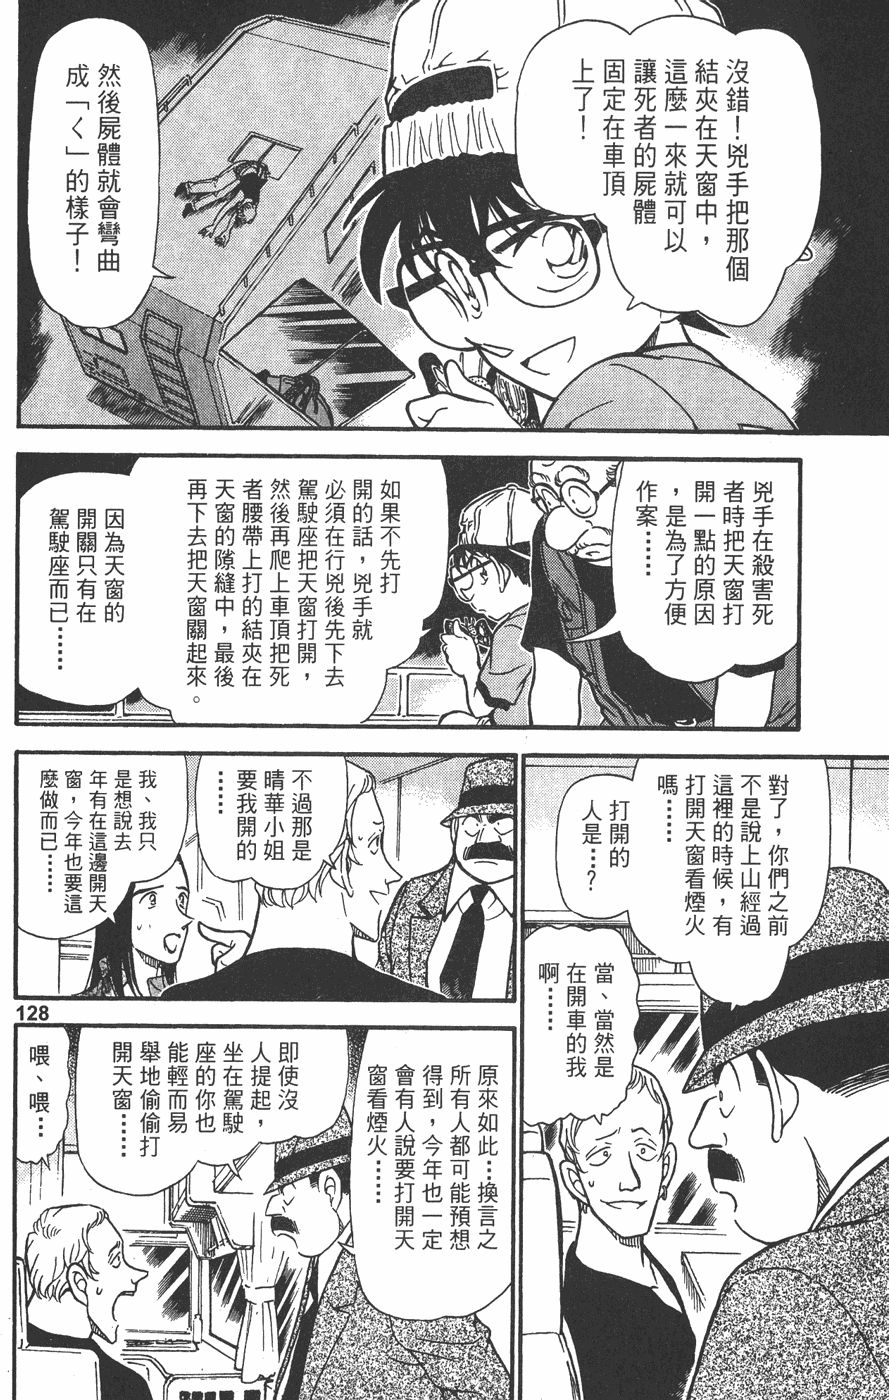 沒錯！兇手把那個
結夾在天窗中，
這麼一來就可以
讓死者的屍體
固定在車頂
上了！
然後屍體就會彎曲
成「く」的樣子！
兇手在殺害死
者時把天窗打
開一點的原因
，是為了方便
作案……
如果不先打
開的話，兇手就
必須在行兇後先下去
駕駛座把天窗打開，
然後再爬上車頂把死
者腰帶上打的結夾在
天窗的隙縫中，最後
再下去把天窗關起來。
因為天窗的
開關只有在
駕駛座而已……
對了，你們之前
不是說上山經過
這裡的時候，有
打開天窗看煙火
嗎……
打開的
人是…？
當、當然是
在開車的我
啊……
不過那是
晴華小姐
要我開的
……
我、我只
是想說去
年有在這邊開天
窗，今年也要這
麼做而已……
原來如此…換言之
所有人都可能預想
得到，今年也一定
會有人說要打開天
窗看煙火……
即使沒
人提起，
坐在駕駛
座的你也
能輕而易
舉地偷偷打
開天窗……
喂、喂…
128